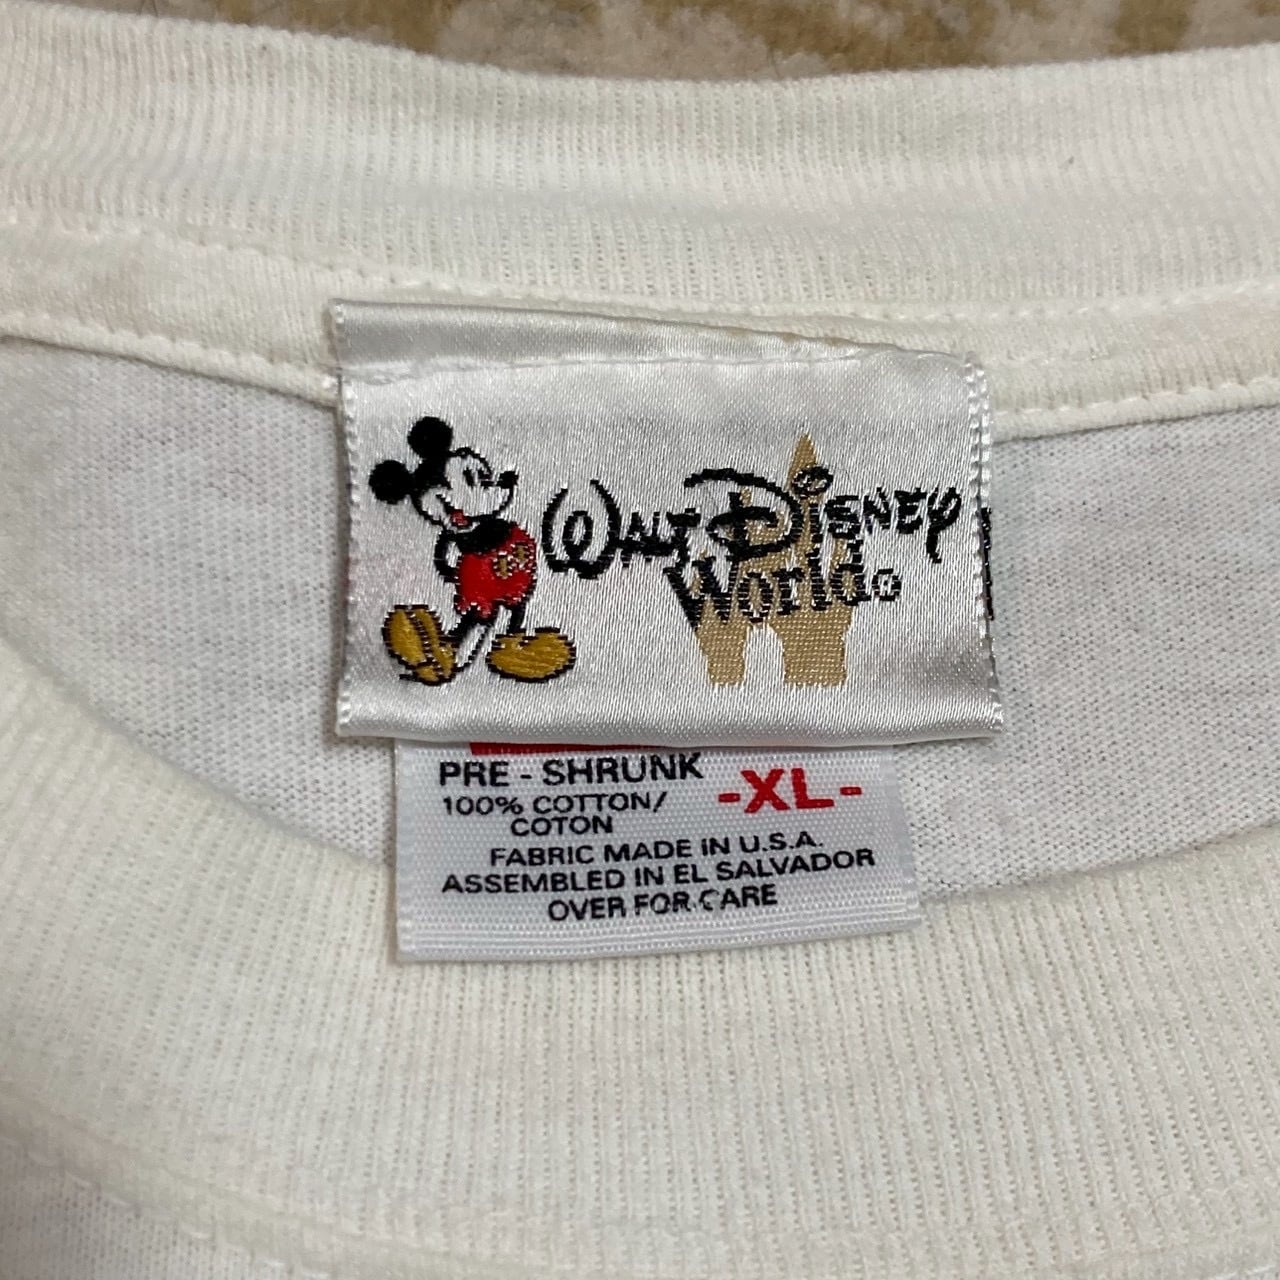 WALT DISNEY
World®
PRE - SHRUNK
-XL-
100% COTTON/
COTON
FABRIC MADE IN U.S.A.
ASSEMBLED IN EL SALVADOR
OVER FOR CARE